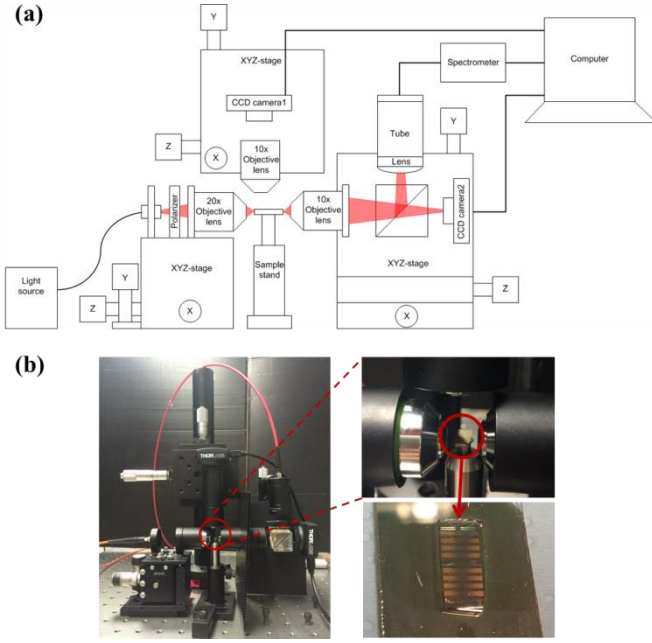 (a)
Y
XYZ-stage
CCD camera1
Z
X
10x
Objective
lens
Spectrometer
Computer
Tube
Lens
Y
Polarizer
20x
Objective
lens
10x
Objective
lens
CCD camera2
Light
source
Y
Z
XYZ-stage
X
Sample
stand
XYZ-stage
Z
X
(b)
THORLABS
THORLABS